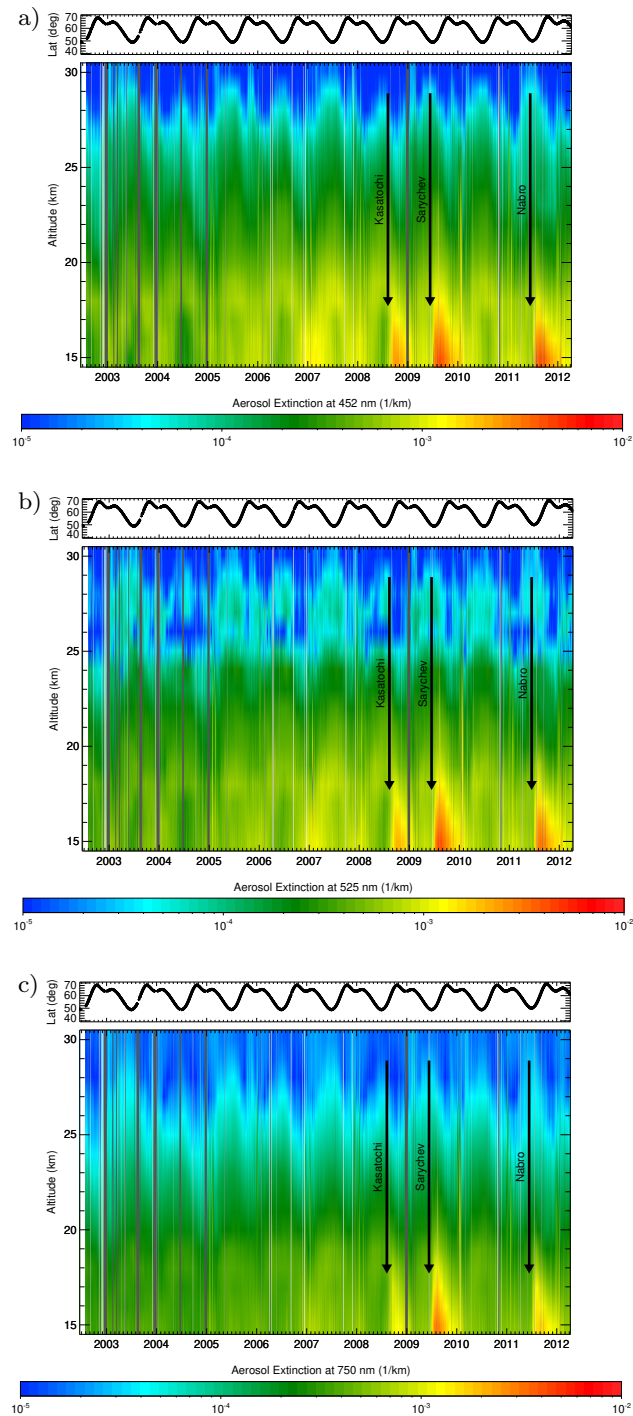 a)
Lat (deg)
70
60
50
40
Altitude (km)
30
25
20
15
Kasatochi
Sarychev
Nabro
2003 2004 2005 2006 2007 2008 2009 2010 2011 2012
Aerosol Extinction at 452 nm (1/km)
10-5 10-4 10-3 10-2
b)
Lat (deg)
70
60
50
40
Altitude (km)
30
25
20
15
Kasatochi
Sarychev
Nabro
2003 2004 2005 2006 2007 2008 2009 2010 2011 2012
Aerosol Extinction at 525 nm (1/km)
10-5 10-4 10-3 10-2
c)
Lat (deg)
70
60
50
40
Altitude (km)
30
25
20
15
Kasatochi
Sarychev
Nabro
2003 2004 2005 2006 2007 2008 2009 2010 2011 2012
Aerosol Extinction at 750 nm (1/km)
10-5 10-4 10-3 10-2